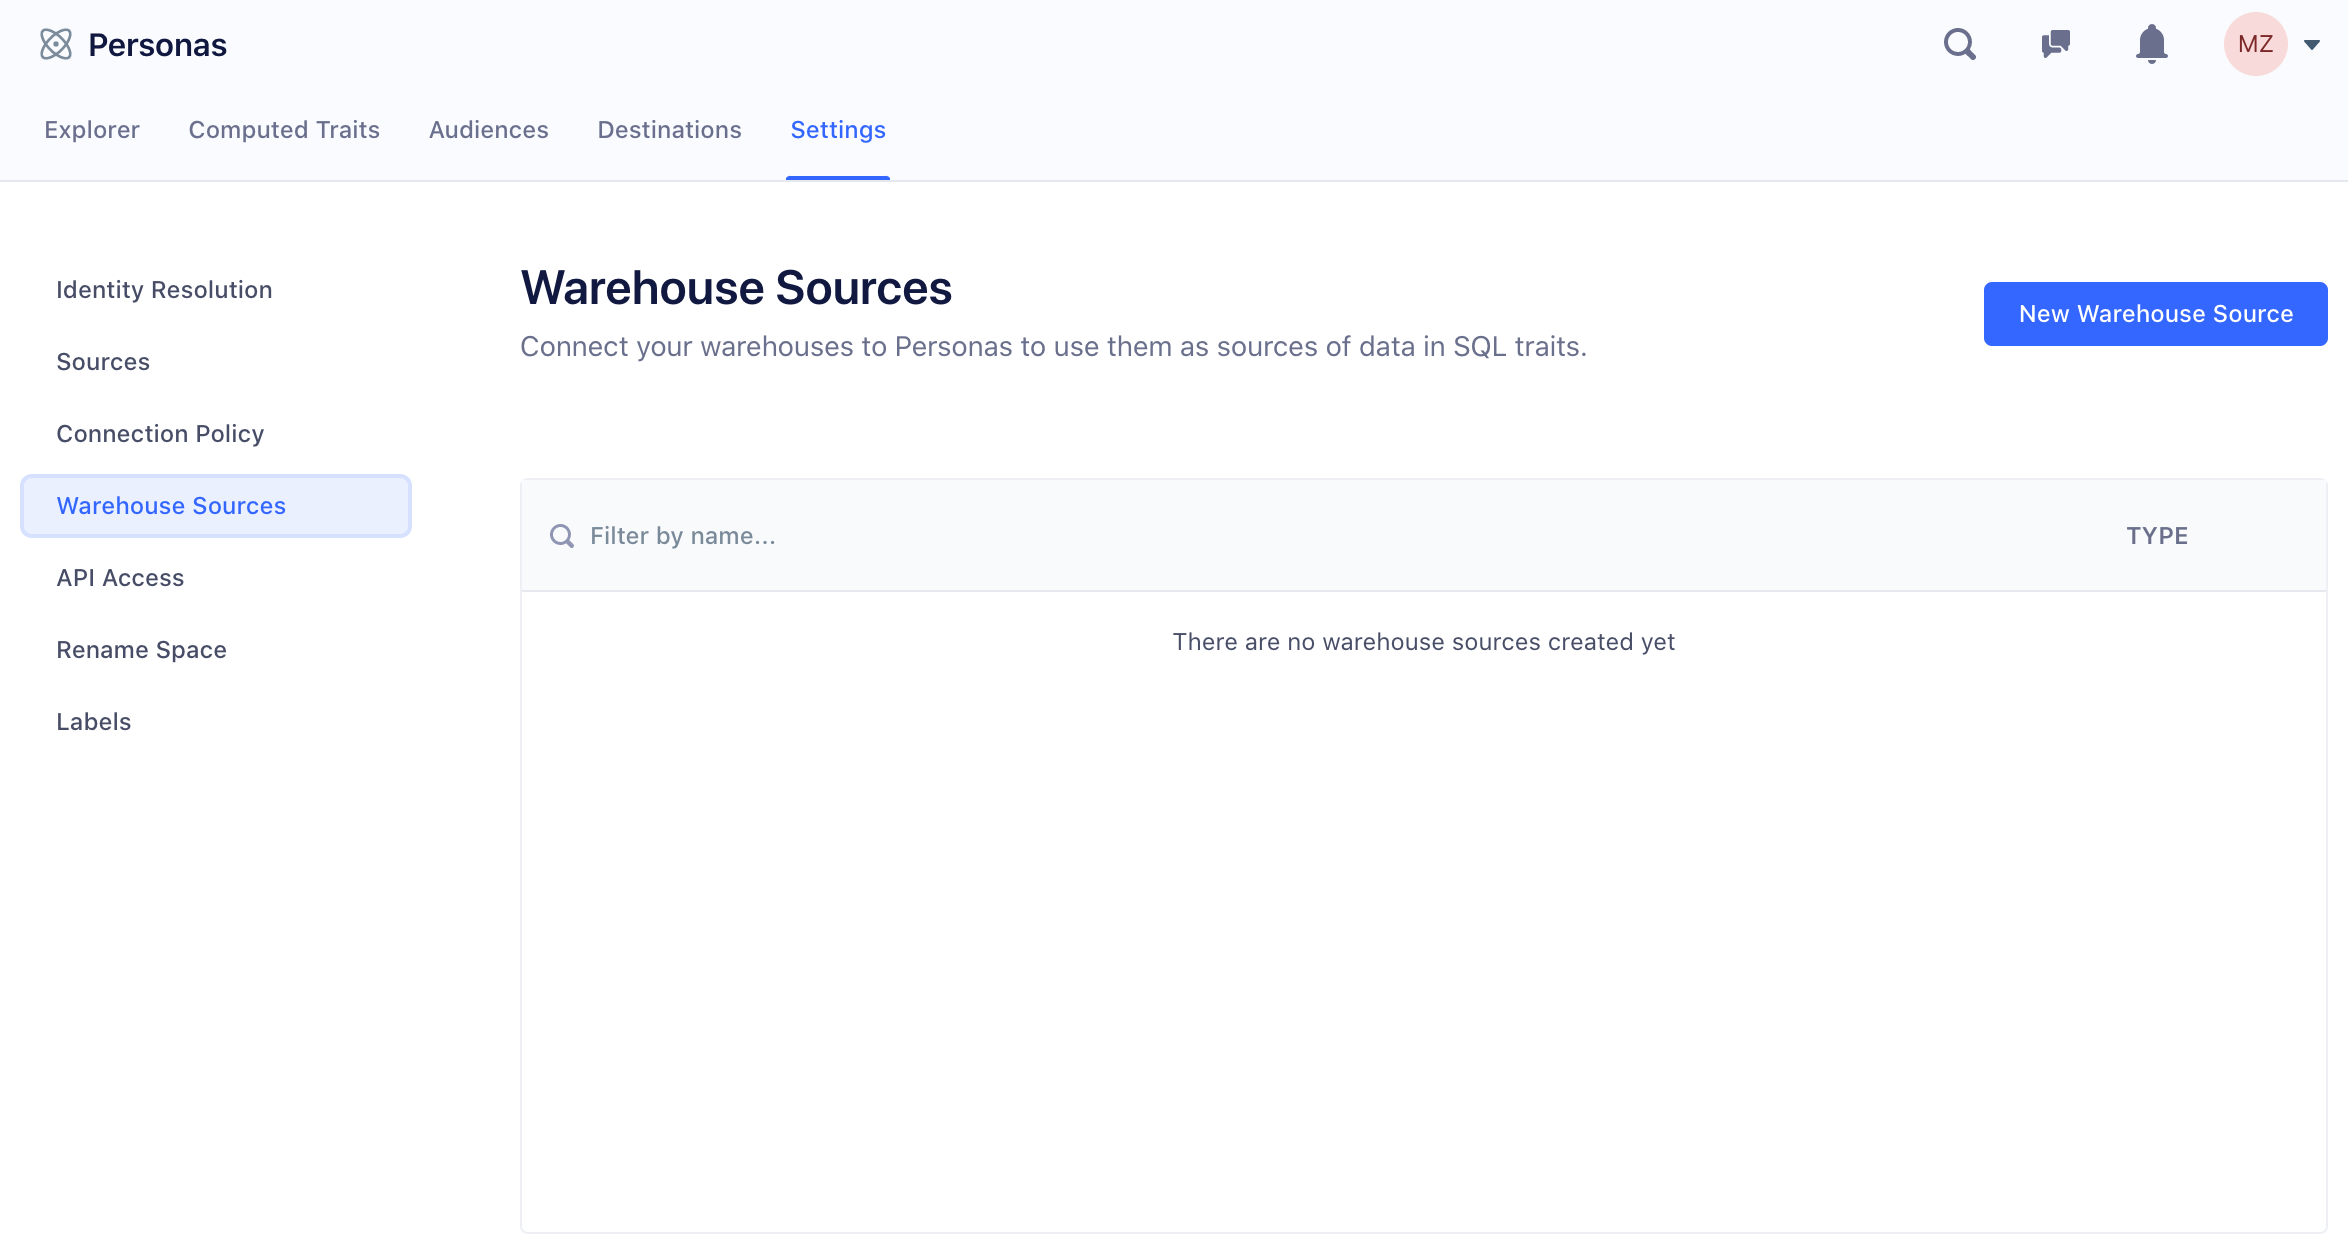 Personas
MZ
Explorer Computed Traits Audiences Destinations Settings
Identity Resolution
Sources
Connection Policy
Warehouse Sources
API Access
Rename Space
Labels
Warehouse Sources
Connect your warehouses to Personas to use them as sources of data in SQL traits.
New Warehouse Source
Filter by name... TYPE
There are no warehouse sources created yet